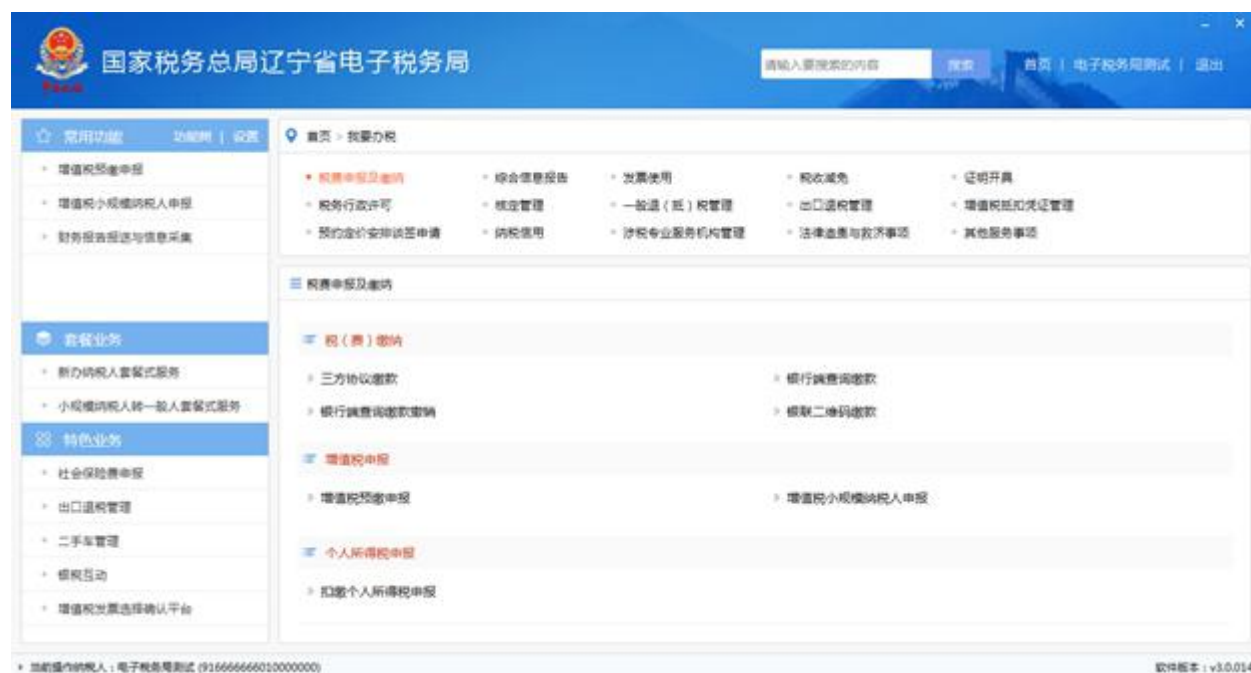 国家税务总局辽宁省电子税务局
请输入要搜索的内容 搜索 首页 | 电子税务局测试 | 退出
常用功能 功能树 | 设置
增值税预缴申报
增值税小规模纳税人申报
财务报告报送与信息采集
套餐业务
新办纳税人套餐式服务
小规模纳税人转一般人套餐式服务
特色业务
社会保险费申报
出口退税管理
二手车管理
银税互动
增值税发票选择确认平台
首页 > 我要办税
税费申报及缴纳 综合信息报告 发票使用 税收减免 证明开具
税务行政许可 核定管理 一般退(抵)税管理 出口退税管理 增值税抵扣凭证管理
预约定价安排谈签申请 纳税信用 涉税专业服务机构管理 法律追责与救济事项 其他服务事项
税费申报及缴纳
税(费)缴纳
三方协议缴款 银行端查询缴款
银行端查询缴款撤销 银联二维码缴款
增值税申报
增值税预缴申报 增值税小规模纳税人申报
个人所得税申报
扣缴个人所得税申报
当前操作纳税人:电子税务局测试 (916666666010000000) 软件版本:v3.0.014